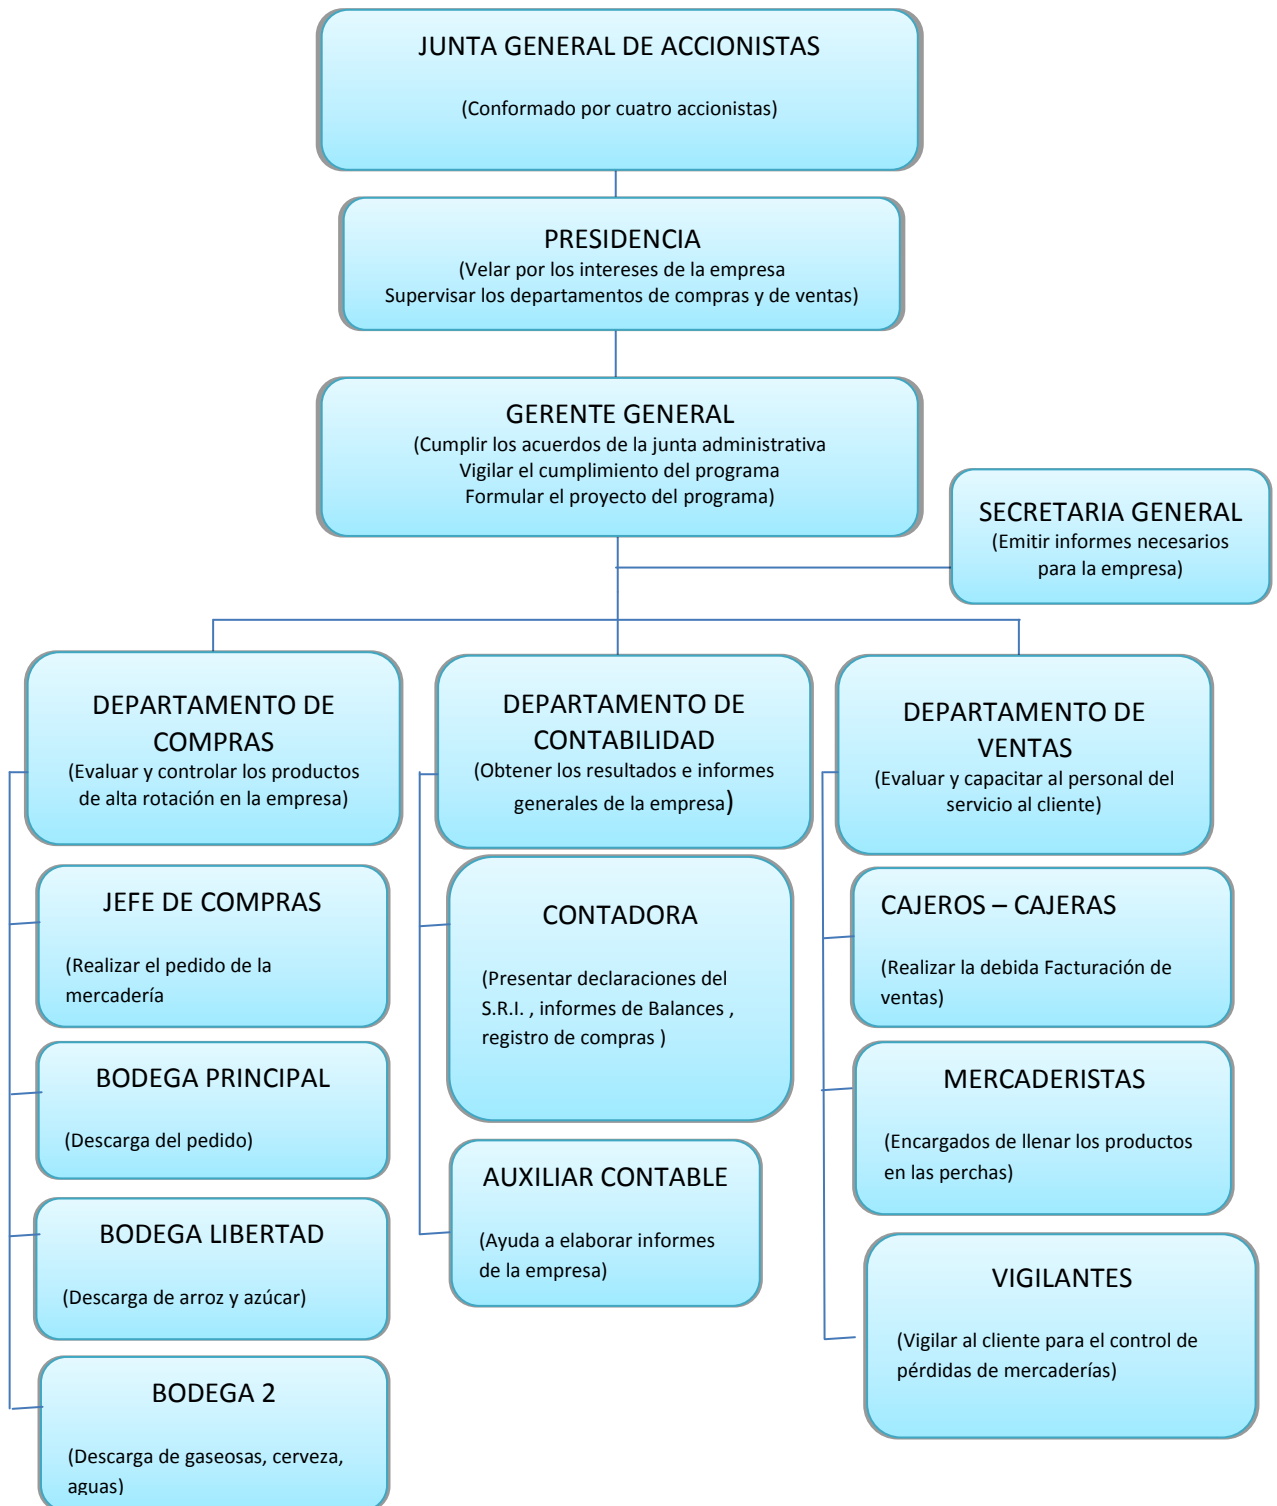 JUNTA GENERAL DE ACCIONISTAS
(Conformado por cuatro accionistas)
PRESIDENCIA
(Velar por los intereses de la empresa
Supervisar los departamentos de compras y de ventas)
GERENTE GENERAL
(Cumplir los acuerdos de la junta administrativa
Vigilar el cumplimiento del programa
Formular el proyecto del programa)
SECRETARIA GENERAL
(Emitir informes necesarios
para la empresa)
DEPARTAMENTO DE
COMPRAS
(Evaluar y controlar los productos
de alta rotación en la empresa)
JEFE DE COMPRAS
(Realizar el pedido de la
mercadería
BODEGA PRINCIPAL
(Descarga del pedido)
BODEGA LIBERTAD
(Descarga de arroz y azúcar)
BODEGA 2
(Descarga de gaseosas, cerveza,
aguas)
DEPARTAMENTO DE
CONTABILIDAD
(Obtener los resultados e informes
generales de la empresa)
CONTADORA
(Presentar declaraciones del
S.R.I. , informes de Balances ,
registro de compras )
AUXILIAR CONTABLE
(Ayuda a elaborar informes
de la empresa)
DEPARTAMENTO DE
VENTAS
(Evaluar y capacitar al personal del
servicio al cliente)
CAJEROS – CAJERAS
(Realizar la debida Facturación de
ventas)
MERCADERISTAS
(Encargados de llenar los productos
en las perchas)
VIGILANTES
(Vigilar al cliente para el control de
pérdidas de mercaderías)